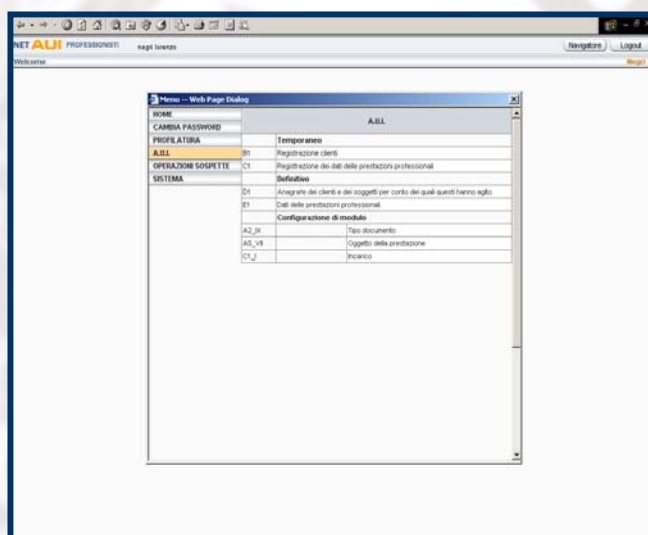 NET AUI PROFESSIONISTI negri lorenzo Navigatore Logout
Welcome Negri
Menu -- Web Page Dialog
HOME
CAMBIA PASSWORD
PROFILATURA
A.U.I.
OPERAZIONI SOSPETTE
SISTEMA
A.U.I.
Temporaneo
B1 Registrazione clienti
C1 Registrazione dei dati delle prestazioni professionali
Definitivo
D1 Anagrafe dei clienti e dei soggetti per conto dei quali questi hanno agito
E1 Dati delle prestazioni professionali
Configurazione di modulo
A2_IX Tipo documento
A5_VII Oggetto della prestazione
C1_I Incarico